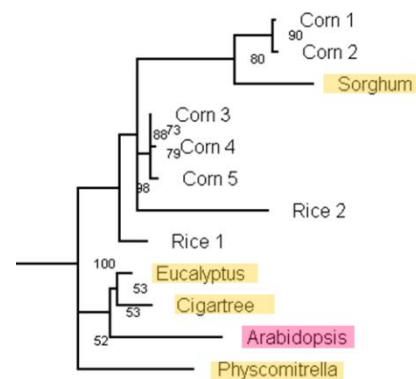 Corn 1
90
Corn 2
80
Sorghum
Corn 3
88 73
Corn 4
79
Corn 5
98
Rice 2
Rice 1
100
Eucalyptus
53
Cigartree
53
Arabidopsis
52
Physcomitrella